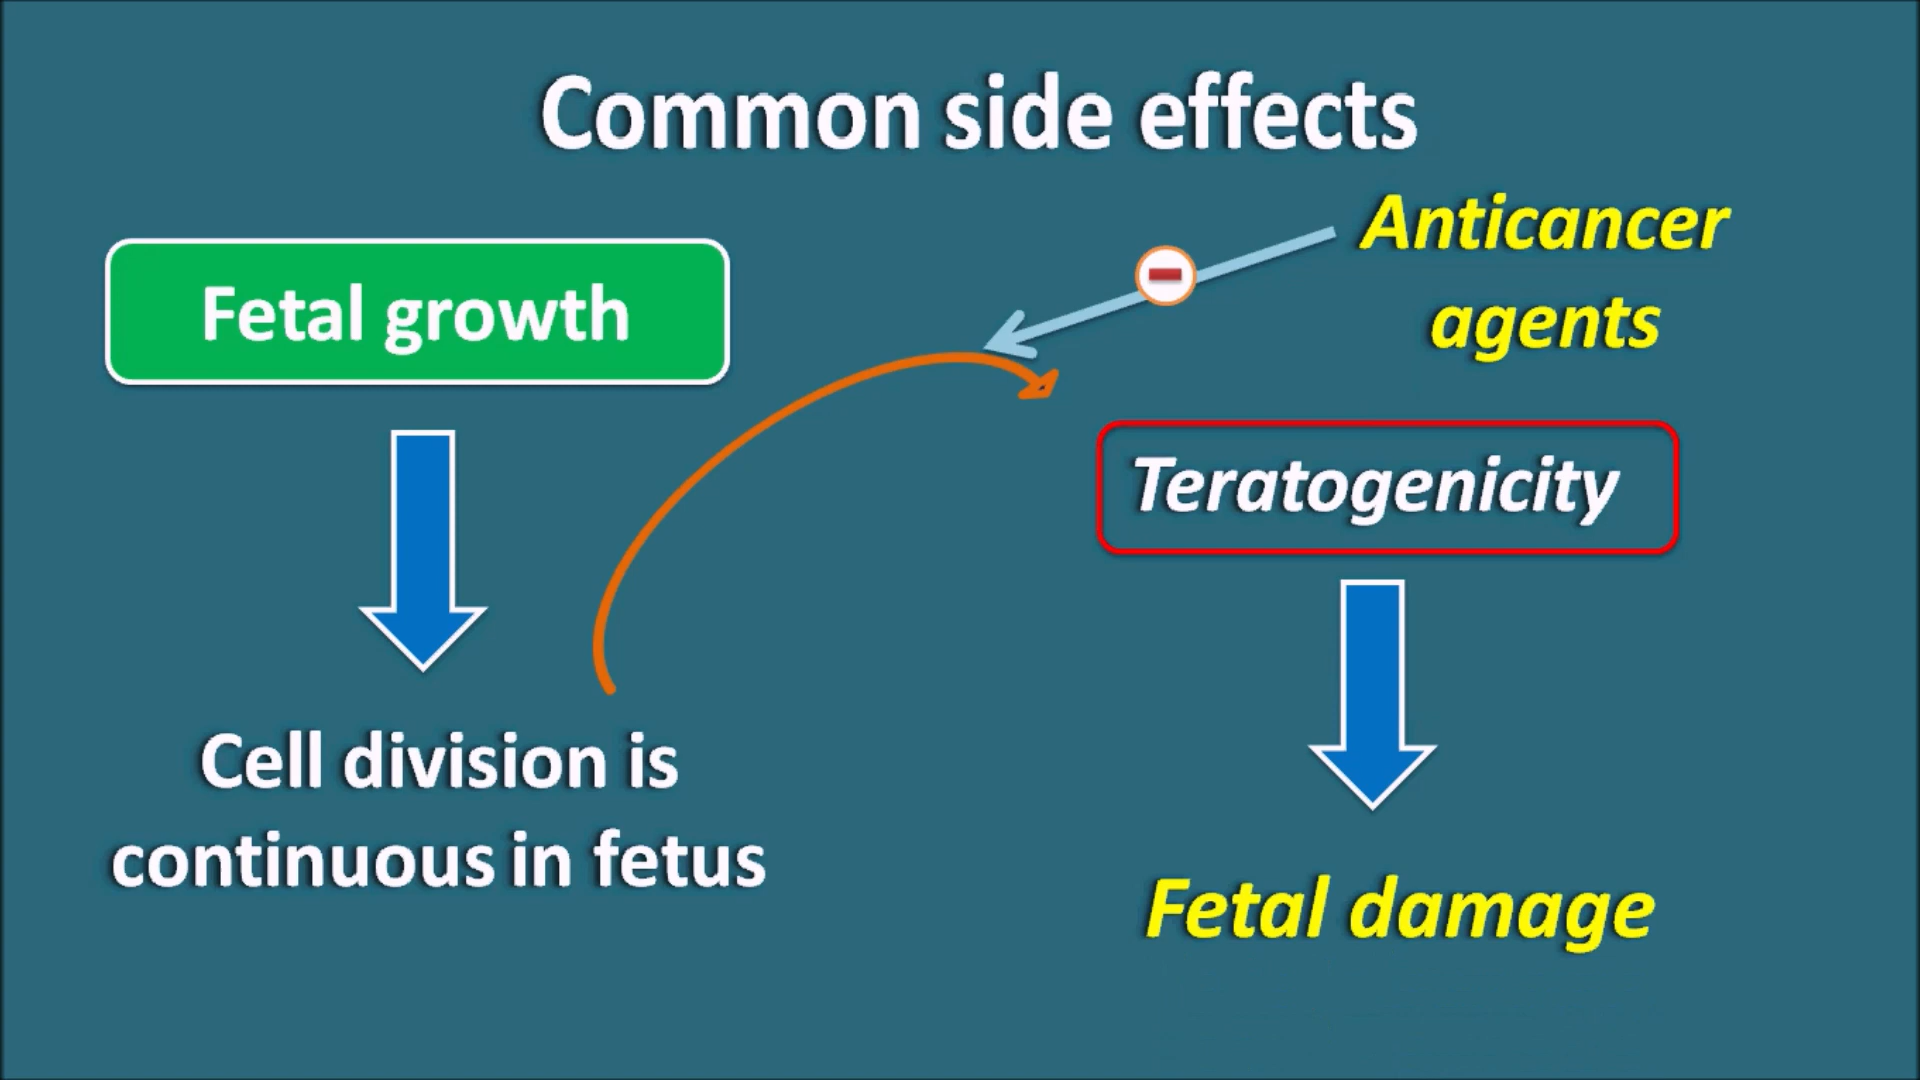 Common side effects
Fetal growth
Cell division is
continuous in fetus
Anticancer
agents
Teratogenicity
Fetal damage